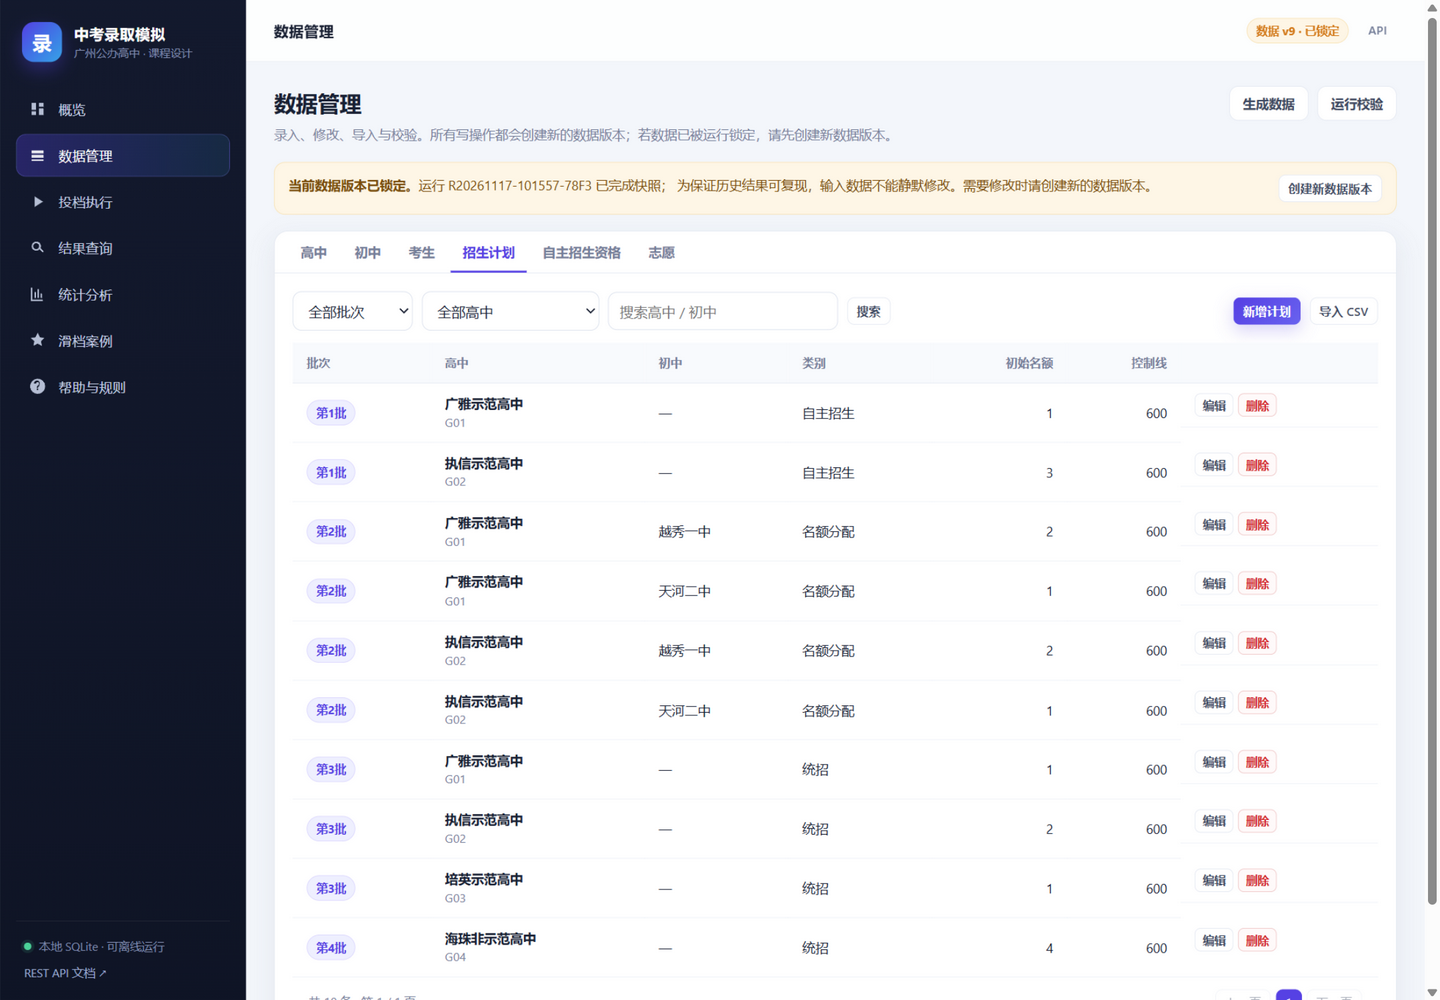 录
中考录取模拟
广州公办高中 · 课程设计
概览
数据管理
投档执行
结果查询
统计分析
滑档案例
帮助与规则
本地 SQLite · 可离线运行
REST API 文档 ↗
数据管理
数据 v9 · 已锁定
API
数据管理
录入、修改、导入与校验。所有写操作都会创建新的数据版本；若数据已被运行锁定，请先创建新数据版本。
生成数据
运行校验
当前数据版本已锁定。运行 R20261117-101557-78F3 已完成快照； 为保证历史结果可复现，输入数据不能静默修改。需要修改时请创建新的数据版本。
创建新数据版本
高中 初中 考生 招生计划 自主招生资格 志愿
全部批次 全部高中 搜索高中 / 初中 搜索 新增计划 导入 CSV
批次 高中 初中 类别 初始名额 控制线
第1批 广雅示范高中 — 自主招生 1 600 编辑 删除
G01
第1批 执信示范高中 — 自主招生 3 600 编辑 删除
G02
第2批 广雅示范高中 越秀一中 名额分配 2 600 编辑 删除
G01
第2批 广雅示范高中 天河二中 名额分配 1 600 编辑 删除
G01
第2批 执信示范高中 越秀一中 名额分配 2 600 编辑 删除
G02
第2批 执信示范高中 天河二中 名额分配 1 600 编辑 删除
G02
第3批 广雅示范高中 — 统招 1 600 编辑 删除
G01
第3批 执信示范高中 — 统招 2 600 编辑 删除
G02
第3批 培英示范高中 — 统招 1 600 编辑 删除
G03
第4批 海珠非示范高中 — 统招 4 600 编辑 删除
G04